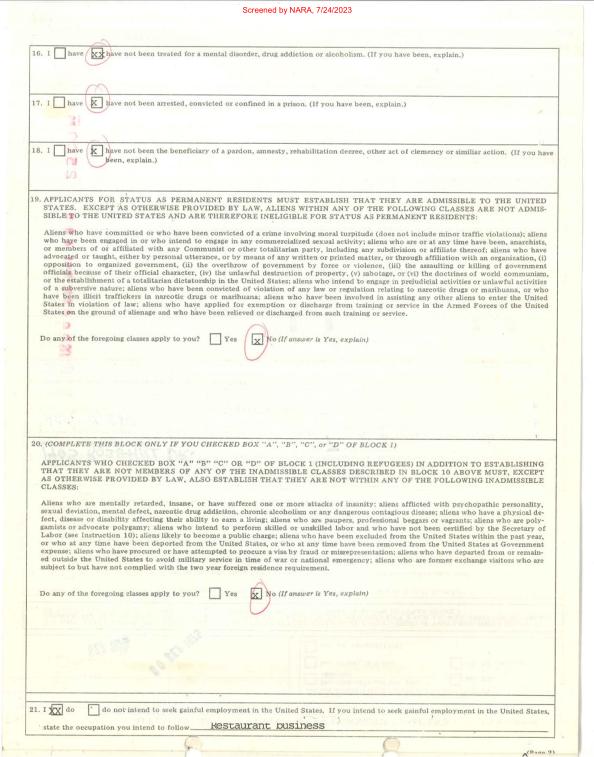 Screened by NARA, 7/24/2023
16. I have XX have not been treated for a mental disorder, drug addiction or alcoholism. (If you have been, explain.)
17. I have X have not been arrested, convicted or confined in a prison. (If you have been, explain.)
18. I have X have not been the beneficiary of a pardon, amnesty, rehabilitation decree, other act of clemency or similiar action. (If you have
been, explain.)
19. APPLICANTS FOR STATUS AS PERMANENT RESIDENTS MUST ESTABLISH THAT THEY ARE ADMISSIBLE TO THE UNITED
STATES. EXCEPT AS OTHERWISE PROVIDED BY LAW, ALIENS WITHIN ANY OF THE FOLLOWING CLASSES ARE NOT ADMIS-
SIBLE TO THE UNITED STATES AND ARE THEREFORE INELIGIBLE FOR STATUS AS PERMANENT RESIDENTS:
Aliens who have committed or who have been convicted of a crime involving moral turpitude (does not include minor traffic violations); aliens
who have been engaged in or who intend to engage in any commercialized sexual activity; aliens who are or at any time have been, anarchists,
or members of or affiliated with any Communist or other totalitarian party, including any subdivision or affiliate thereof; aliens who have
advocated or taught, either by personal utterance, or by means of any written or printed matter, or through affiliation with an organization, (i)
opposition to organized government, (ii) the overthrow of government by force or violence, (iii) the assaulting or killing of government
officials because of their official character, (iv) the unlawful destruction of property, (v) sabotage, or (vi) the doctrines of world communism,
or the establishment of a totalitarian dictatorship in the United States; aliens who intend to engage in prejudicial activities or unlawful activities
of a subversive nature; aliens who have been convicted of violation of any law or regulation relating to narcotic drugs or marihuana, or who
have been illicit traffickers in narcotic drugs or marihuana; aliens who have been involved in assisting any other aliens to enter the United
States in violation of law; aliens who have applied for exemption or discharge from training or service in the Armed Forces of the United
States on the ground of alienage and who have been relieved or discharged from such training or service.
Do any of the foregoing classes apply to you? Yes X No (If answer is Yes, explain)
20. (COMPLETE THIS BLOCK ONLY IF YOU CHECKED BOX "A", "B", "C", or "D" OF BLOCK 1)
APPLICANTS WHO CHECKED BOX "A" "B" "C" OR "D" OF BLOCK 1 (INCLUDING REFUGEES) IN ADDITION TO ESTABLISHING
THAT THEY ARE NOT MEMBERS OF ANY OF THE INADMISSABLE CLASSES DESCRIBED IN BLOCK 10 ABOVE MUST, EXCEPT
AS OTHERWISE PROVIDED BY LAW, ALSO ESTABLISH THAT THEY ARE NOT WITHIN ANY OF THE FOLLOWING INADMISSIBLE
CLASSES:
Aliens who are mentally retarded, insane, or have suffered one or more attacks of insanity; aliens afflicted with psychopathic personality,
sexual deviation, mental defect, narcotic drug addiction, chronic alcoholism or any dangerous contagious disease; aliens who have a physical de-
fect, disease or disability affecting their ability to earn a living; aliens who are paupers, professional beggars or vagrants; aliens who are poly-
gamists or advocate polygamy; aliens who intend to perform skilled or unskilled labor and who have not been certified by the Secretary of
Labor (see Instruction 10); aliens likely to become a public charge; aliens who have been excluded from the United States within the past year,
or who at any time have been deported from the United States, or who at any time have been removed from the United States at Government
expense; aliens who have procured or have attempted to procure a visa by fraud or misrepresentation; aliens who have departed from or remain-
ed outside the United States to avoid military service in time of war or national emergency; aliens who are former exchange visitors who are
subject to but have not complied with the two year foreign residence requirement.
Do any of the foregoing classes apply to you? Yes X No (If answer is Yes, explain)
21. I XX do do not intend to seek gainful employment in the United States. If you intend to seek gainful employment in the United States,
state the occupation you intend to follow Restaurant business
(Page 2)